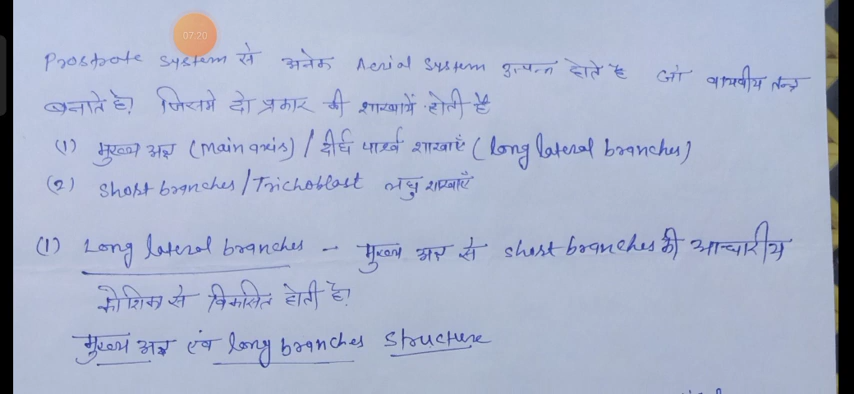 07:20
Prostrate system से अनेक Aerial system उत्पन्न होते है जो वायवीय तन्त्र
बनाते है। जिसमे दो प्रकार की शाखायें होती है
(1) मुख्य अक्ष (main axis) / दीर्घ पार्श्व शाखाएँ (Long lateral branches)
(2) Short branches / Trichoblast लघु शाखाएँ
(1) Long lateral branches - मुख्य अक्ष से short branches की आधारीय
कोशिका से विकसित होती है।
मुख्य अक्ष एवं long branches structure